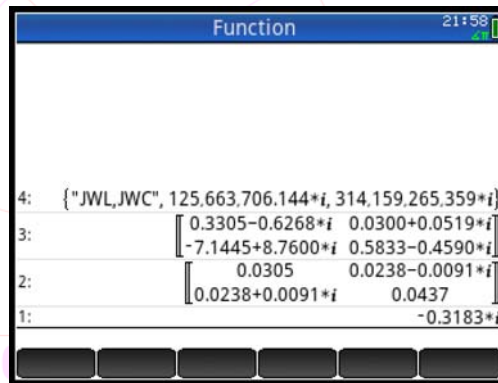 Function
21:58
∡π
4: {"JWL,JWC", 125,663,706.144*i, 314,159,265,359*i}
3: [ 0.3305-0.6268*i 0.0300+0.0519*i
-7.1445+8.7600*i 0.5833-0.4590*i ]
2: [ 0.0305 0.0238-0.0091*i
0.0238+0.0091*i 0.0437 ]
1: -0.3183*i